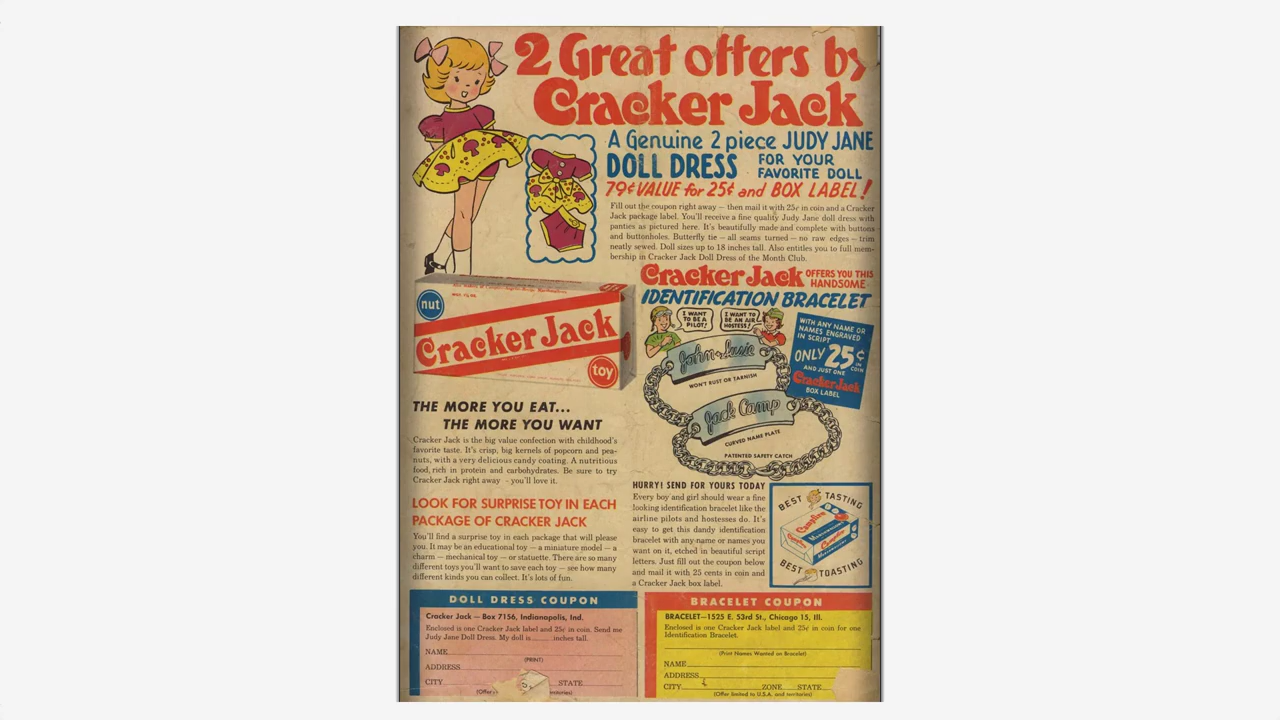 2 Great offers by
Cracker Jack
A Genuine 2 piece JUDY JANE
DOLL DRESS FOR YOUR
FAVORITE DOLL
79¢ VALUE for 25¢ and BOX LABEL!
Fill out the coupon right away — then mail it with 25¢ in coin and a Cracker
Jack package label. You'll receive a fine quality Judy Jane doll dress with
panties as pictured here. It's beautifully made and complete with buttons
and buttonholes. Butterfly tie — all seams turned — no raw edges — trim
neatly sewed. Doll sizes up to 18 inches tall. Also entitles you to full mem-
bership in Cracker Jack Doll Dress of the Month Club.
nut
Cracker Jack
toy
Cracker Jack OFFERS YOU THIS
HANDSOME
IDENTIFICATION BRACELET
I WANT
TO BE A
PILOT!
I WANT TO
BE AN AIR
HOSTESS!
WITH ANY NAME OR
NAMES ENGRAVED
IN SCRIPT
ONLY 25¢
IN
COIN
AND JUST ONE
Cracker Jack
BOX LABEL
John & Susie
WON'T RUST OR TARNISH
Jack Camp
CURVED NAME PLATE
PATENTED SAFETY CATCH
THE MORE YOU EAT...
THE MORE YOU WANT
Cracker Jack is the big value confection with childhood's
favorite taste. It's crisp, big kernels of popcorn and pea-
nuts, with a very delicious candy coating. A nutritious
food, rich in protein and carbohydrates. Be sure to try
Cracker Jack right away - you'll love it.
LOOK FOR SURPRISE TOY IN EACH
PACKAGE OF CRACKER JACK
You'll find a surprise toy in each package that will please
you. It may be an educational toy — a miniature model — a
charm — mechanical toy — or statuette. There are so many
different toys you'll want to save each toy — see how many
different kinds you can collect. It's lots of fun.
HURRY! SEND FOR YOURS TODAY
Every boy and girl should wear a fine
looking identification bracelet like the
airline pilots and hostesses do. It's
easy to get this dandy identification
bracelet with any name or names you
want on it, etched in beautiful script
letters. Just fill out the coupon below
and mail it with 25 cents in coin and
a Cracker Jack box label.
BEST TASTING
Campfire
BEST TOASTING
DOLL DRESS COUPON
Cracker Jack — Box 7156, Indianapolis, Ind.
Enclosed is one Cracker Jack label and 25¢ in coin. Send me
Judy Jane Doll Dress. My doll is........inches tall.
NAME
(PRINT)
ADDRESS
CITY STATE
BRACELET COUPON
BRACELET—1525 E. 53rd St., Chicago 15, Ill.
Enclosed is one Cracker Jack label and 25¢ in coin for one
Identification Bracelet.
(Print Names Wanted on Bracelet)
NAME
ADDRESS
CITY ZONE STATE
(Offer limited to U.S.A. and territories)